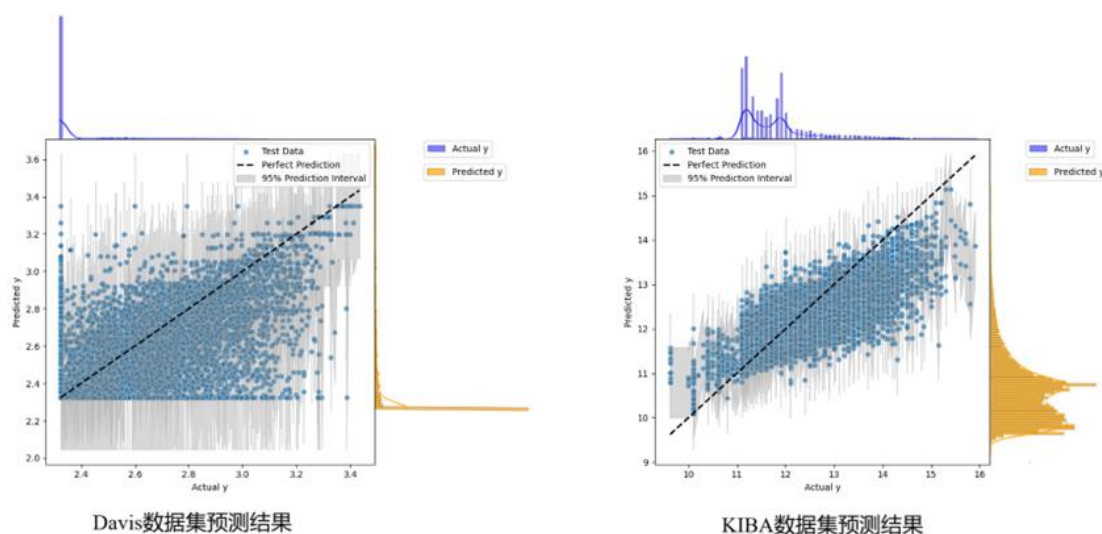 Test Data
Perfect Prediction
95% Prediction Interval
Actual y
Predicted y
3.6
3.4
3.2
3.0
2.8
2.6
2.4
2.2
2.0
Predicted y
2.4
2.6
2.8
3.0
3.2
3.4
Actual y
Davis数据集预测结果
Test Data
Perfect Prediction
95% Prediction Interval
Actual y
Predicted y
16
15
14
13
12
11
10
9
Predicted y
10
11
12
13
14
15
16
Actual y
KIBA数据集预测结果